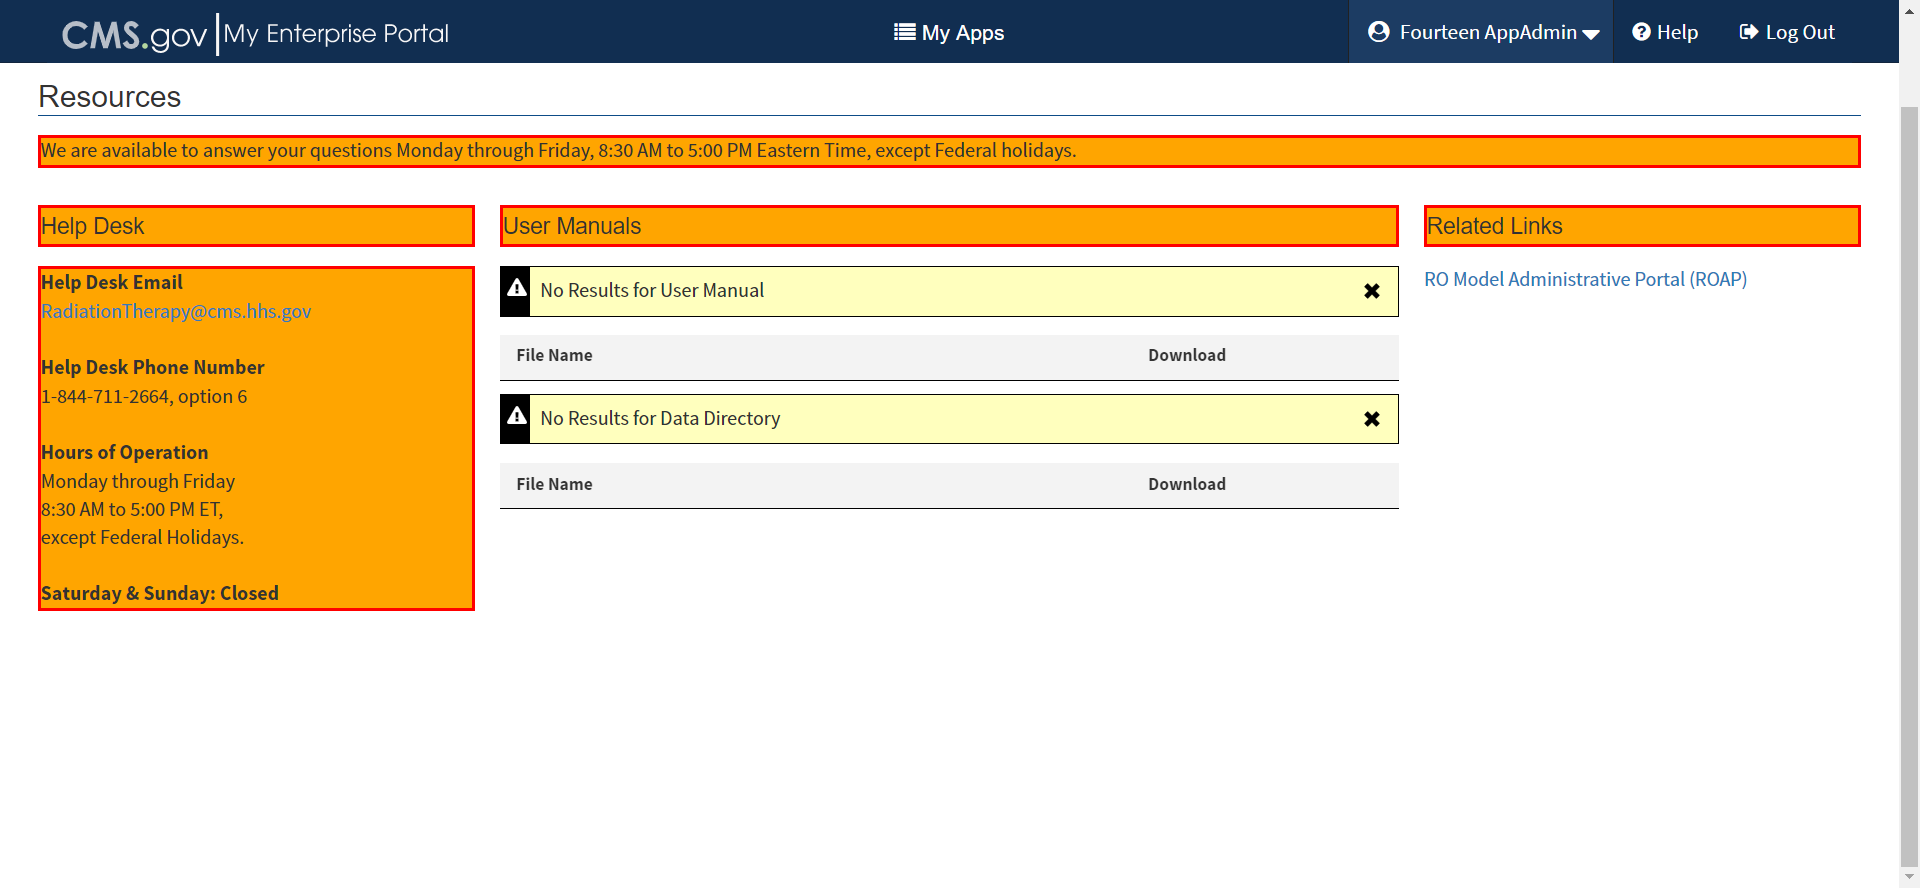 CMS.gov My Enterprise Portal
My Apps
Fourteen AppAdmin
Help
Log Out
Resources
We are available to answer your questions Monday through Friday, 8:30 AM to 5:00 PM Eastern Time, except Federal holidays.
Help Desk
Help Desk Email
RadiationTherapy@cms.hhs.gov
Help Desk Phone Number
1-844-711-2664, option 6
Hours of Operation
Monday through Friday
8:30 AM to 5:00 PM ET,
except Federal Holidays.
Saturday & Sunday: Closed
User Manuals
No Results for User Manual
File Name Download
No Results for Data Directory
File Name Download
Related Links
RO Model Administrative Portal (ROAP)